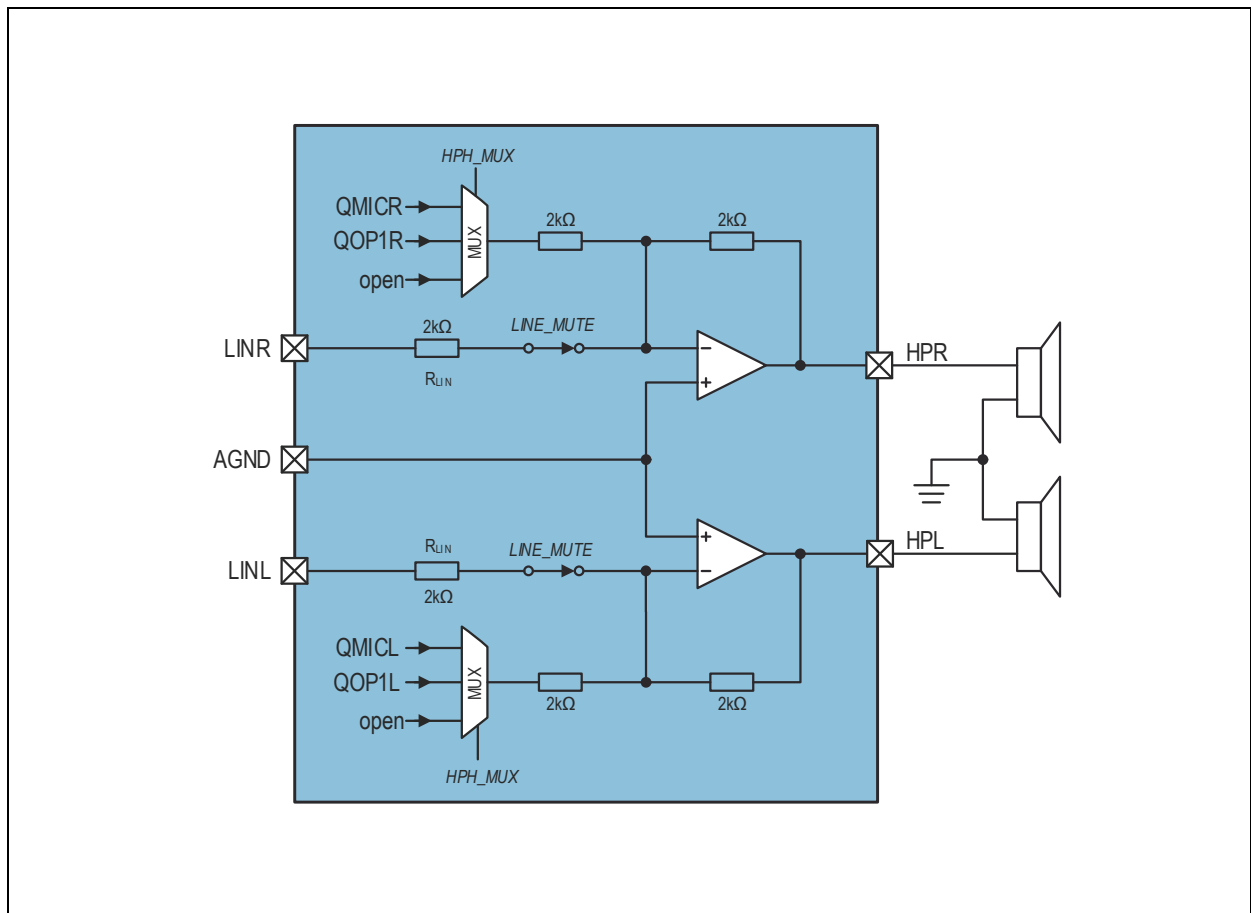 HPH_MUX
QMICR
QOP1R
open
MUX
2kΩ
2kΩ
LINR
2kΩ
RLIN
LINE_MUTE
−
+
HPR
AGND
LINL
RLIN
2kΩ
LINE_MUTE
+
−
HPL
QMICL
QOP1L
open
MUX
2kΩ
2kΩ
HPH_MUX